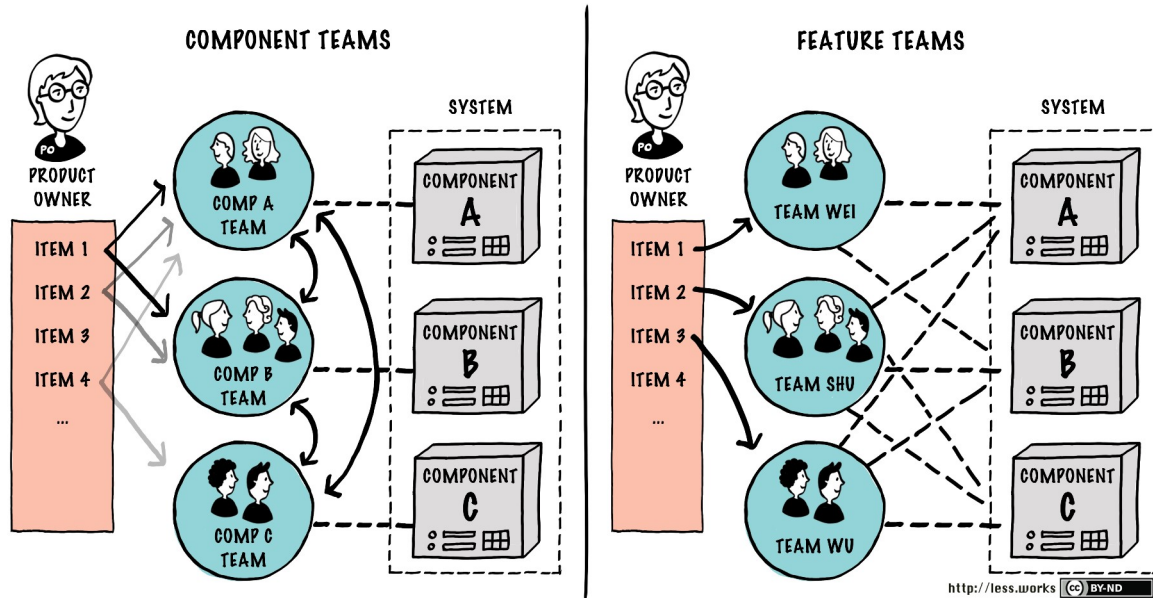 COMPONENT TEAMS
PO
PRODUCT
OWNER
ITEM 1
ITEM 2
ITEM 3
ITEM 4
...
COMP A
TEAM
COMP B
TEAM
COMP C
TEAM
SYSTEM
COMPONENT
A
COMPONENT
B
COMPONENT
C
FEATURE TEAMS
PO
PRODUCT
OWNER
ITEM 1
ITEM 2
ITEM 3
ITEM 4
...
TEAM WEI
TEAM SHU
TEAM WU
SYSTEM
COMPONENT
A
COMPONENT
B
COMPONENT
C
http://less.works cc BY-ND